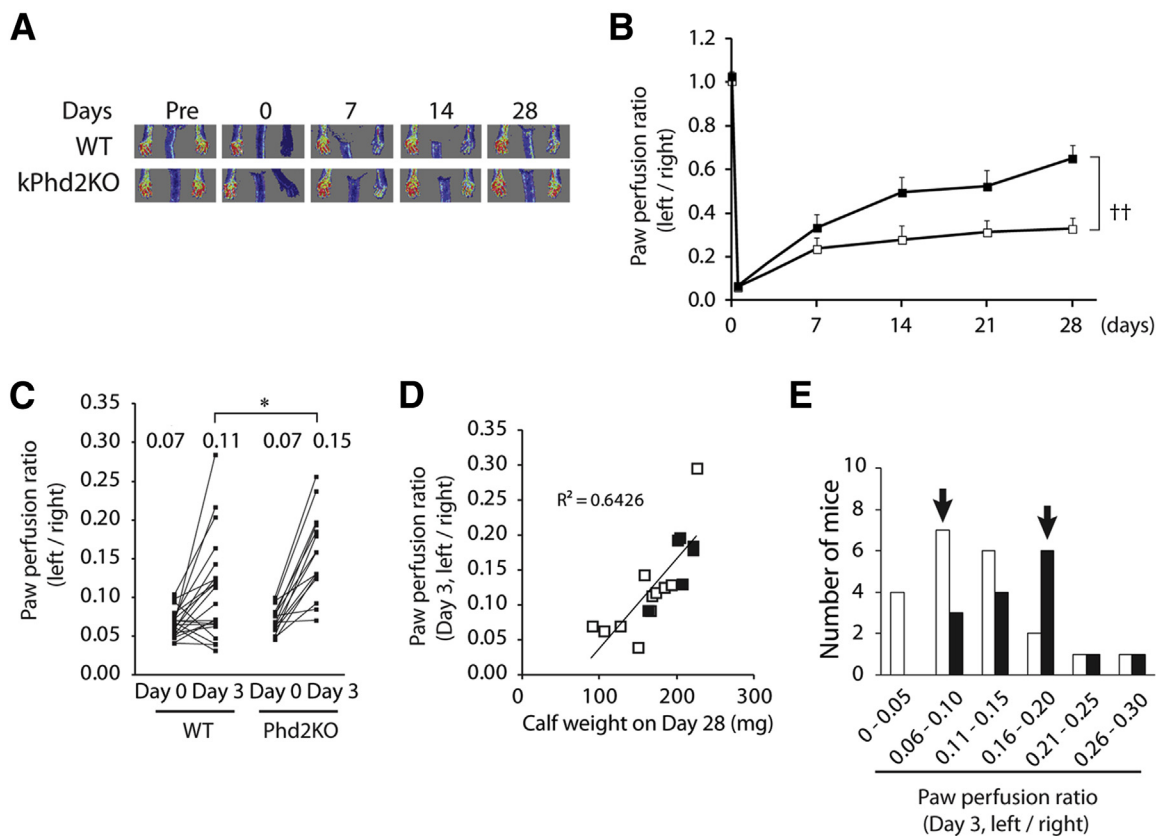 A
Days Pre 0 7 14 28
WT
kPhd2KO
B
Paw perfusion ratio
(left / right)
1.2
1.0
0.8
0.6
0.4
0.2
0.0
††
0 7 14 21 28 (days)
C
Paw perfusion ratio
(left / right)
0.35
0.30
0.25
0.20
0.15
0.10
0.05
0.00
*
0.07 0.11 0.07 0.15
Day 0 Day 3 Day 0 Day 3
WT Phd2KO
D
Paw perfusion ratio
(Day 3, left / right)
0.35
0.30
0.25
0.20
0.15
0.10
0.05
0.00
R² = 0.6426
0 100 200 300
Calf weight on Day 28 (mg)
E
Number of mice
10
8
6
4
2
0
0 - 0.05
0.06 - 0.10
0.11 - 0.15
0.16 - 0.20
0.21 - 0.25
0.26 - 0.30
Paw perfusion ratio
(Day 3, left / right)